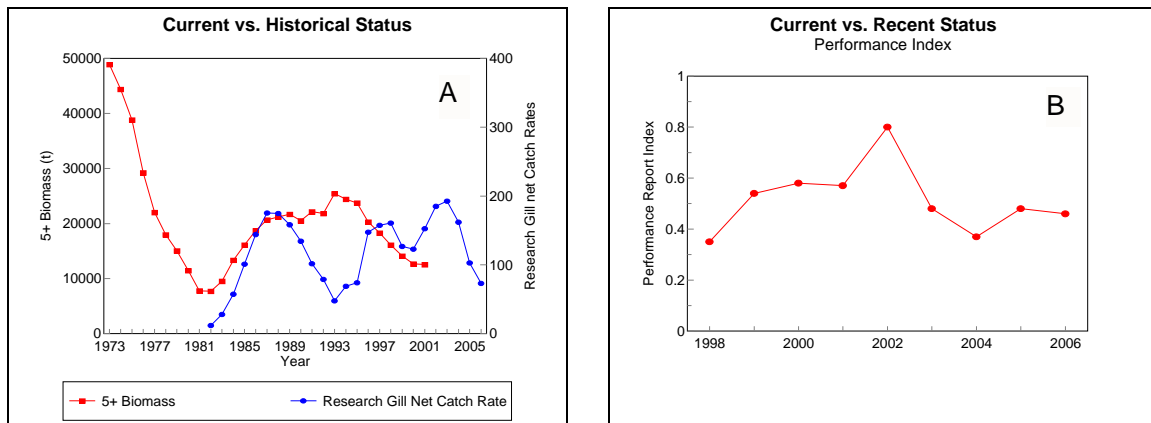 Current vs. Historical Status
A
50000
40000
30000
20000
10000
0
5+ Biomass (t)
400
300
200
100
0
Research Gill net Catch Rates
1973 1977 1981 1985 1989 1993 1997 2001 2005
Year
5+ Biomass Research Gill Net Catch Rate
Current vs. Recent Status
Performance Index
B
1
0.8
0.6
0.4
0.2
0
Performance Report Index
1998 2000 2002 2004 2006